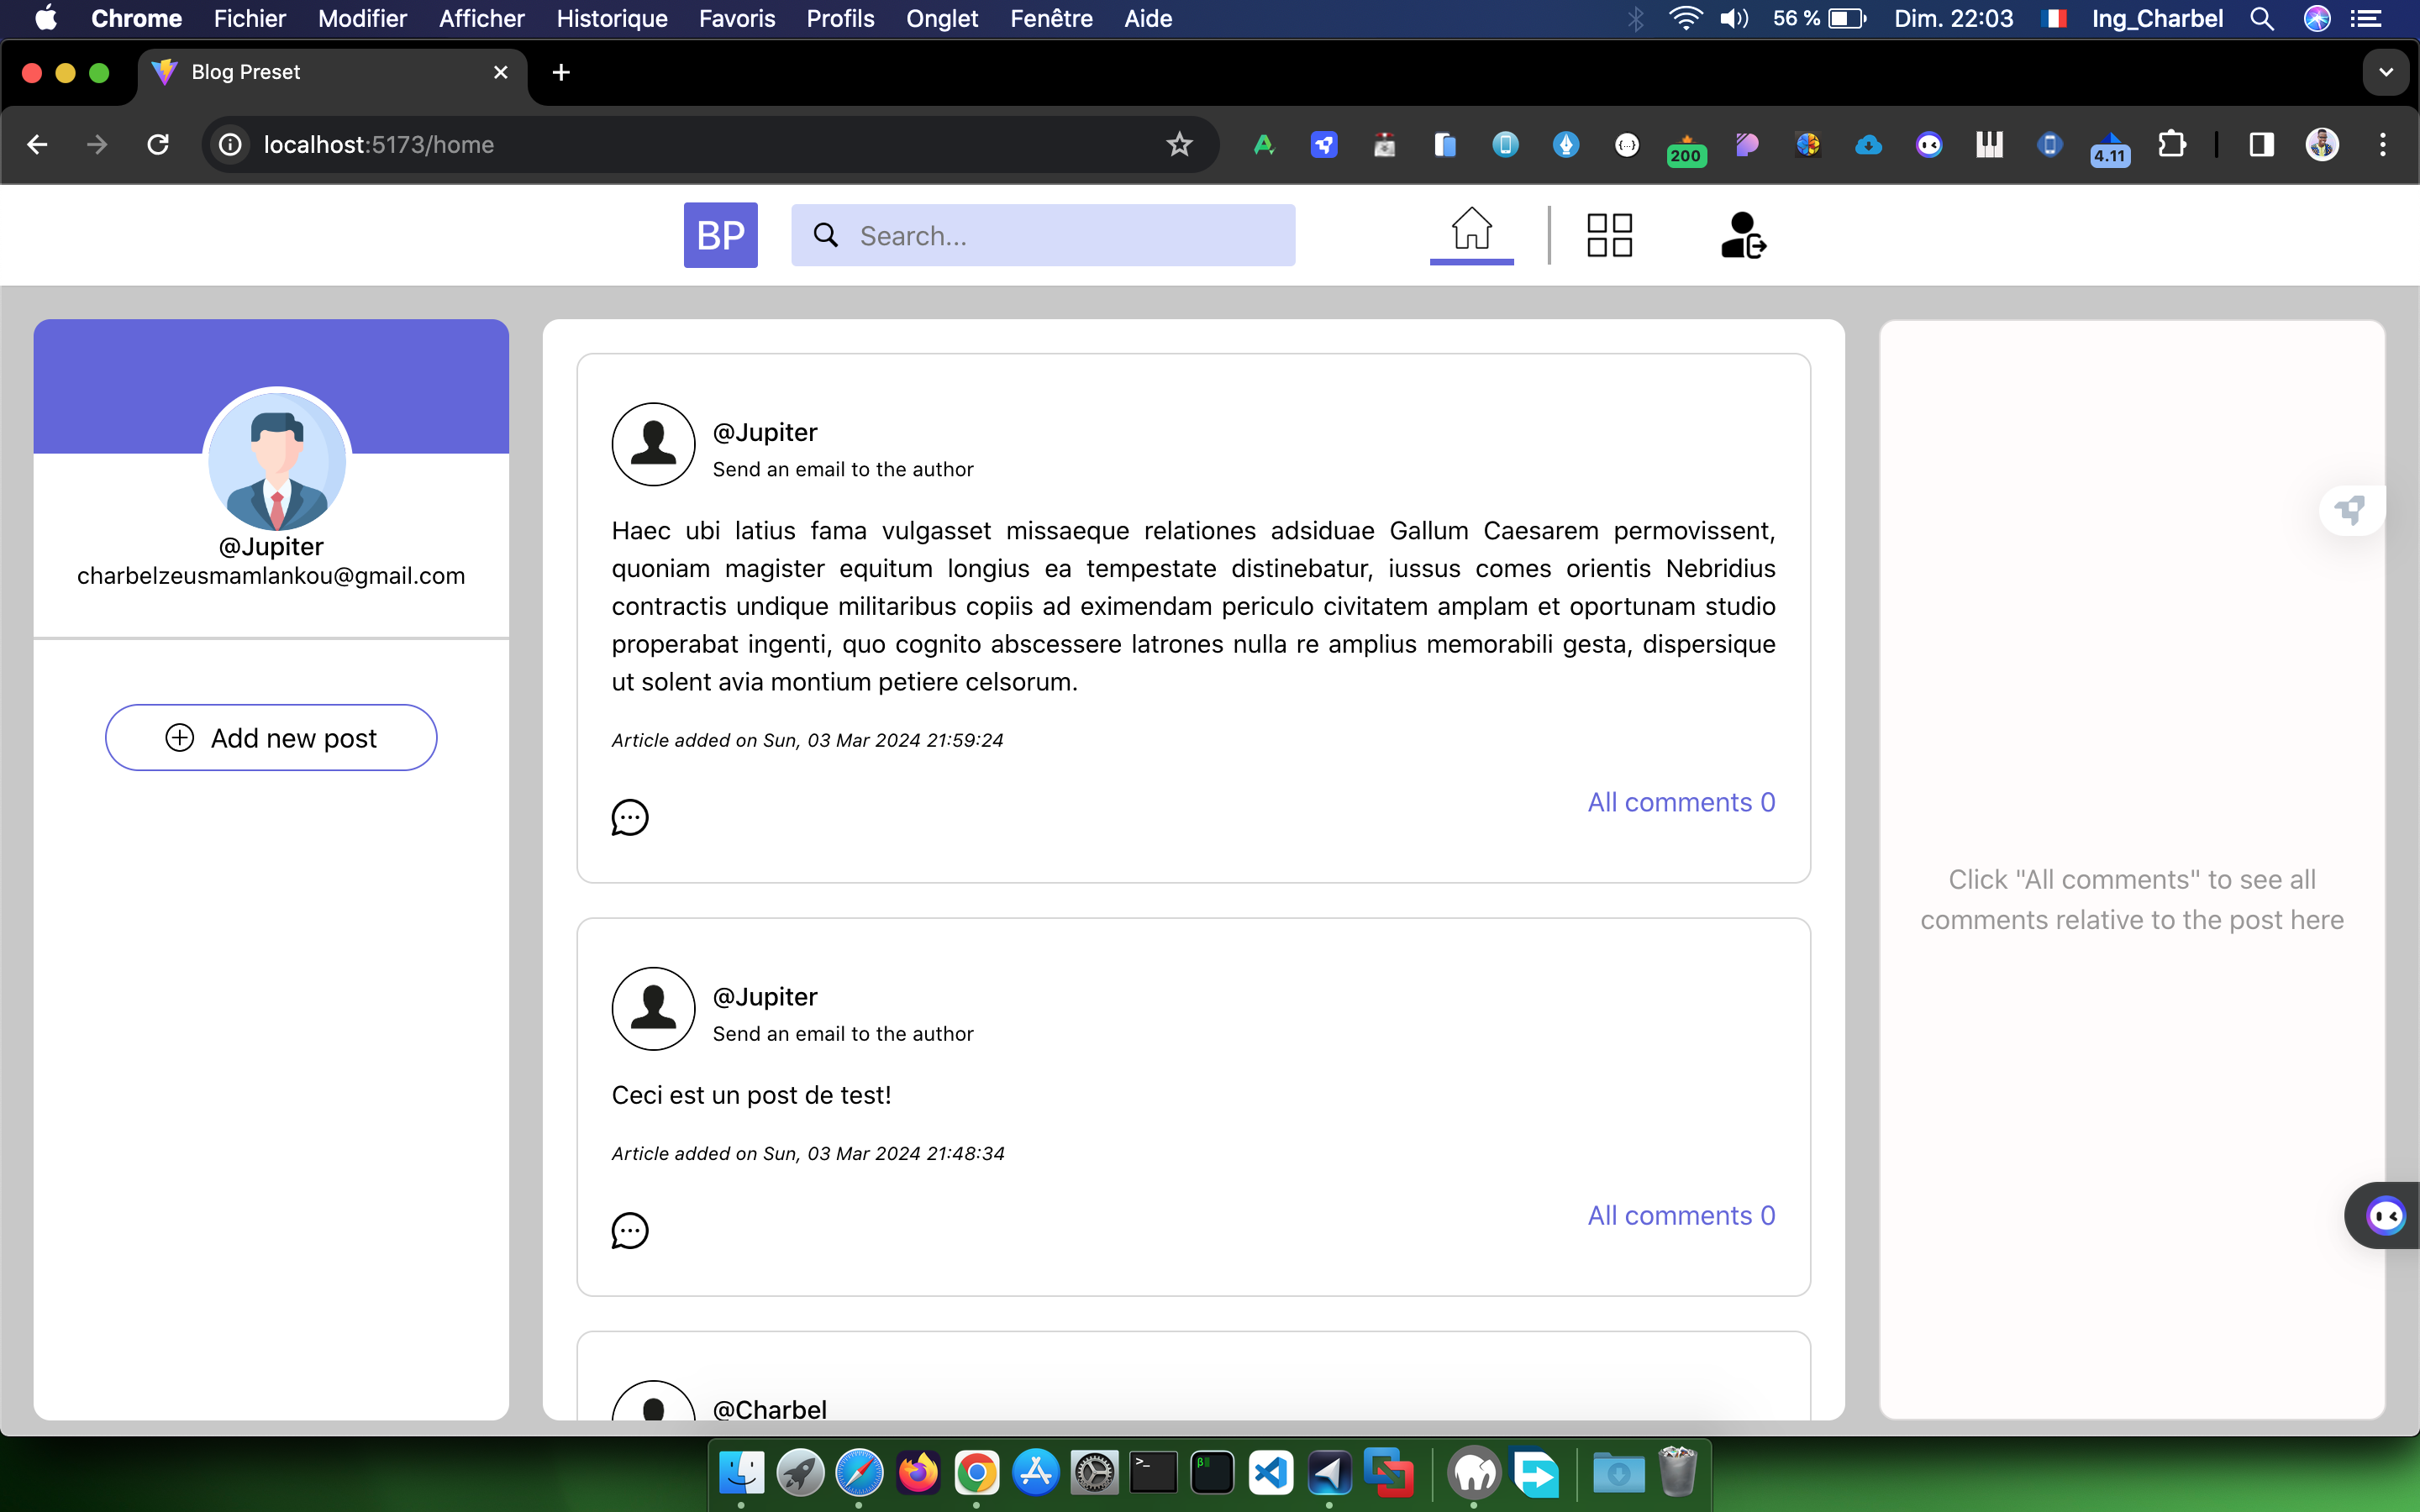 Chrome Fichier Modifier Afficher Historique Favoris Profils Onglet Fenêtre Aide 56 % Dim. 22:03 Ing_Charbel
Blog Preset
localhost:5173/home
200
4.11
BP Search...
@Jupiter
charbelzeusmamlankou@gmail.com
Add new post
@Jupiter
Send an email to the author
Haec ubi latius fama vulgasset missaeque relationes adsiduae Gallum Caesarem permovissent,
quoniam magister equitum longius ea tempestate distinebatur, iussus comes orientis Nebridius
contractis undique militaribus copiis ad eximendam periculo civitatem amplam et oportunam studio
properabat ingenti, quo cognito abscessere latrones nulla re amplius memorabili gesta, dispersique
ut solent avia montium petiere celsorum.
Article added on Sun, 03 Mar 2024 21:59:24
All comments 0
@Jupiter
Send an email to the author
Ceci est un post de test!
Article added on Sun, 03 Mar 2024 21:48:34
All comments 0
@Charbel
Click "All comments" to see all
comments relative to the post here